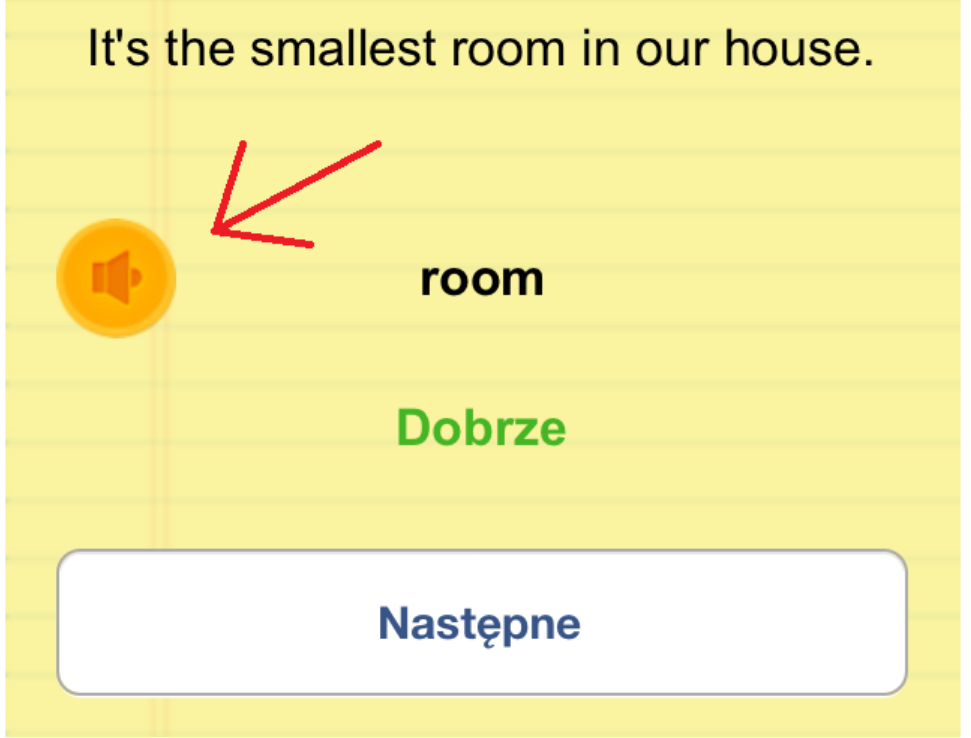 It's the smallest room in our house.
room
Dobrze
Następne